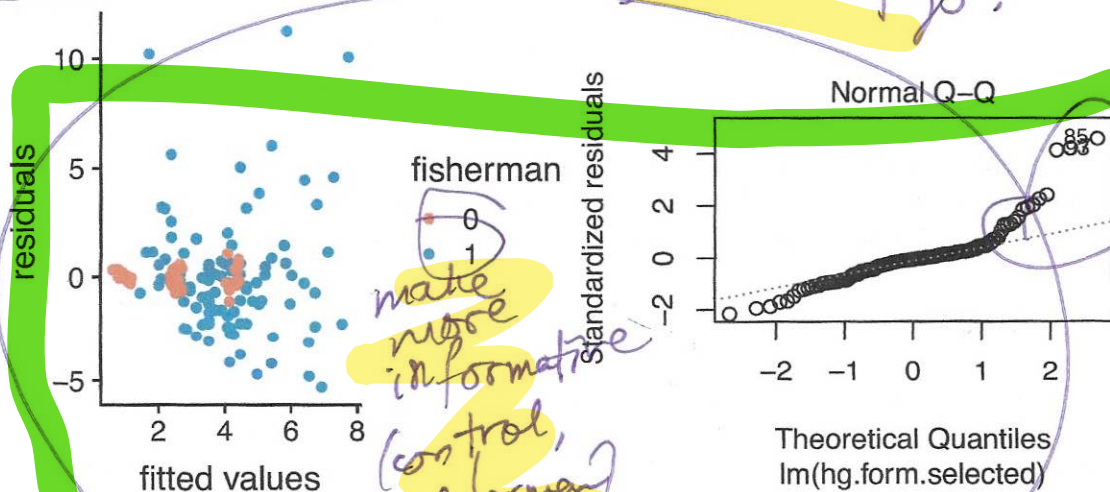 10
5
0
−5
residuals
2 4 6 8
fitted values
fisherman
0
1
make
more
informative
(control,
Normal Q−Q
Standardized residuals
4
2
0
−2
85
93
−2 −1 0 1 2
Theoretical Quantiles
lm(hg.form.selected)